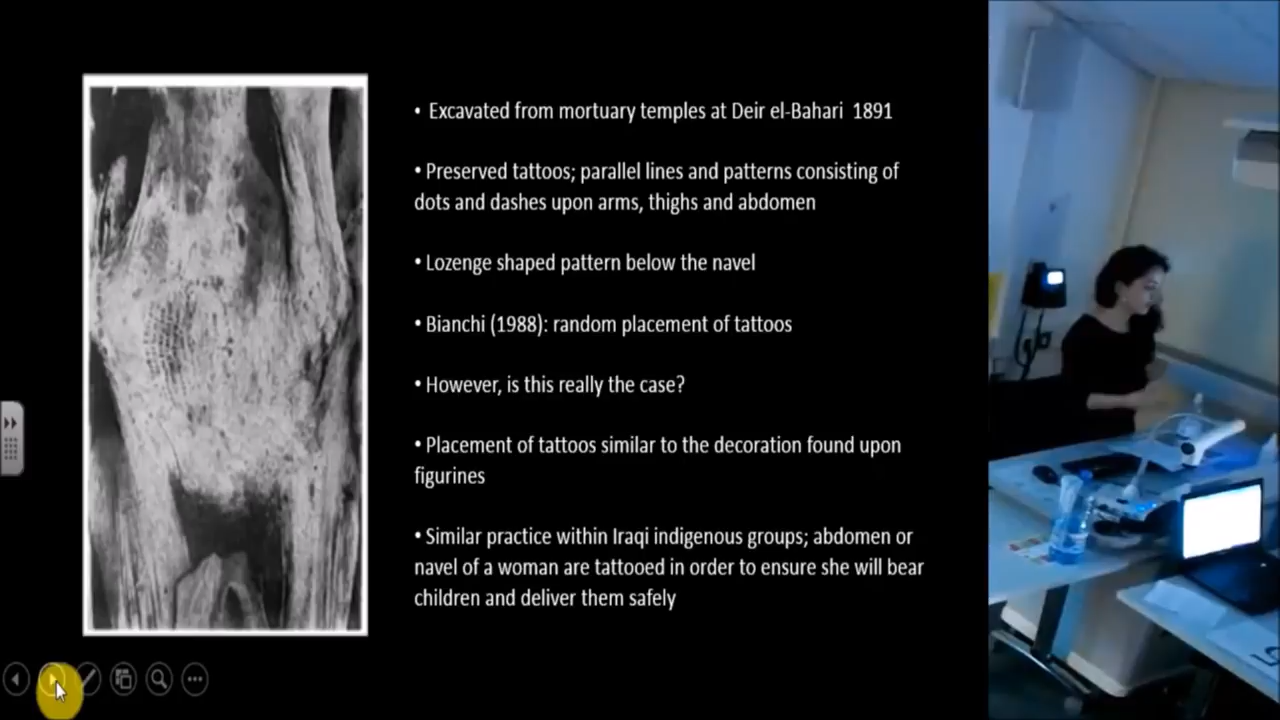 • Excavated from mortuary temples at Deir el-Bahari 1891
• Preserved tattoos; parallel lines and patterns consisting of
dots and dashes upon arms, thighs and abdomen
• Lozenge shaped pattern below the navel
• Bianchi (1988): random placement of tattoos
• However, is this really the case?
• Placement of tattoos similar to the decoration found upon
figurines
• Similar practice within Iraqi indigenous groups; abdomen or
navel of a woman are tattooed in order to ensure she will bear
children and deliver them safely